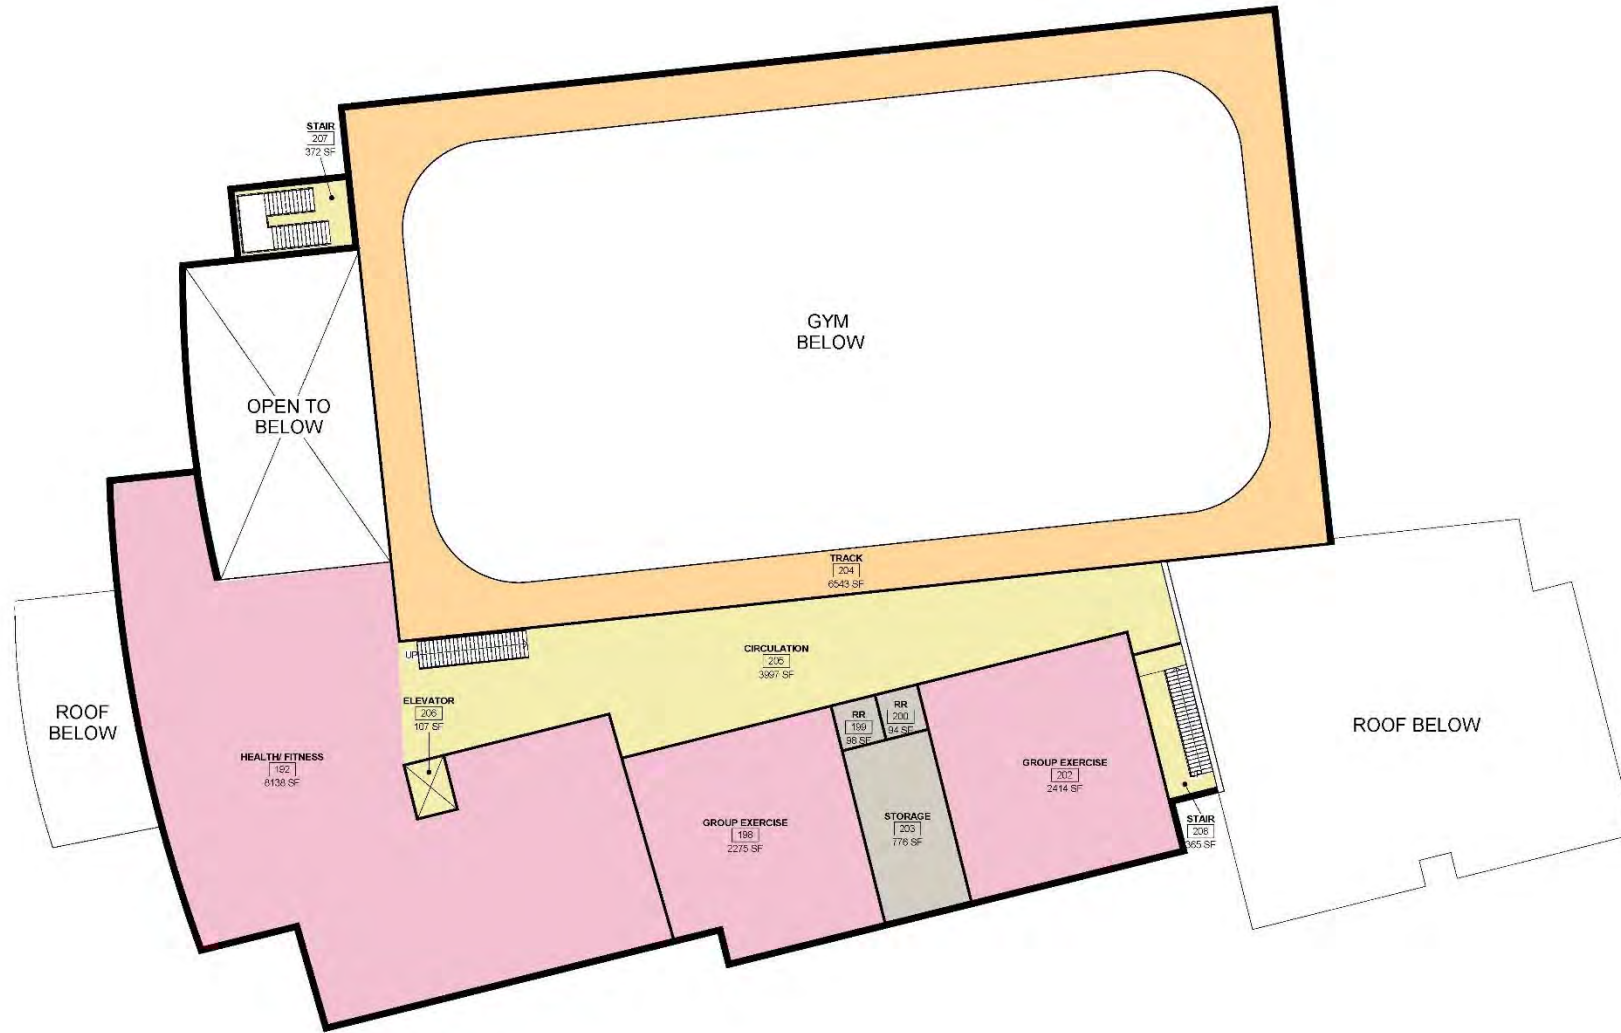 STAIR
207
372 SF
GYM
BELOW
OPEN TO
BELOW
TRACK
204
6543 SF
UP
CIRCULATION
205
3997 SF
ELEVATOR
206
107 SF
ROOF
BELOW
HEALTH/ FITNESS
192
8138 SF
RR
199
98 SF
RR
200
94 SF
GROUP EXERCISE
198
2275 SF
STORAGE
203
776 SF
GROUP EXERCISE
202
2414 SF
STAIR
208
365 SF
ROOF BELOW